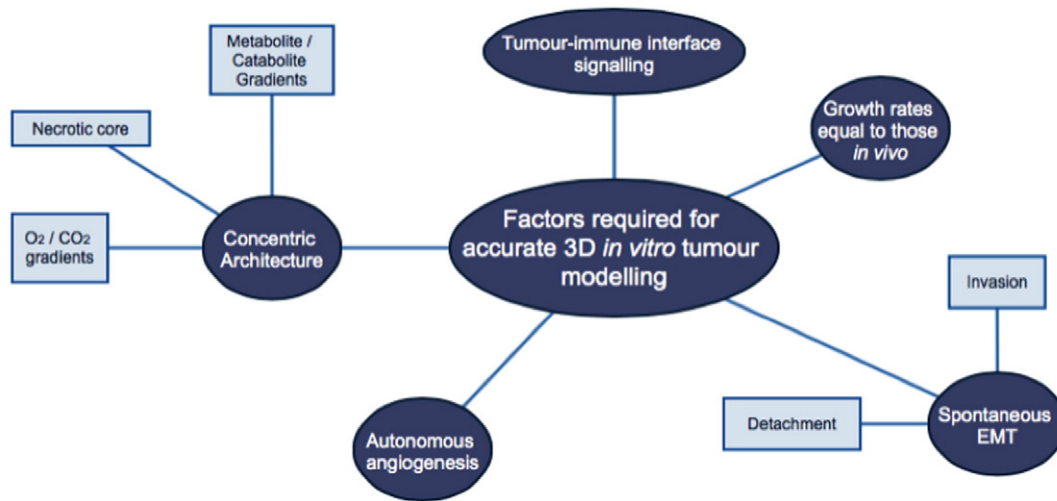 Metabolite /
Catabolite
Gradients
Tumour-immune interface
signalling
Necrotic core
Growth rates
equal to those
in vivo
O2 / CO2
gradients
Concentric
Architecture
Factors required for
accurate 3D in vitro tumour
modelling
Invasion
Detachment
Spontaneous
EMT
Autonomous
angiogenesis